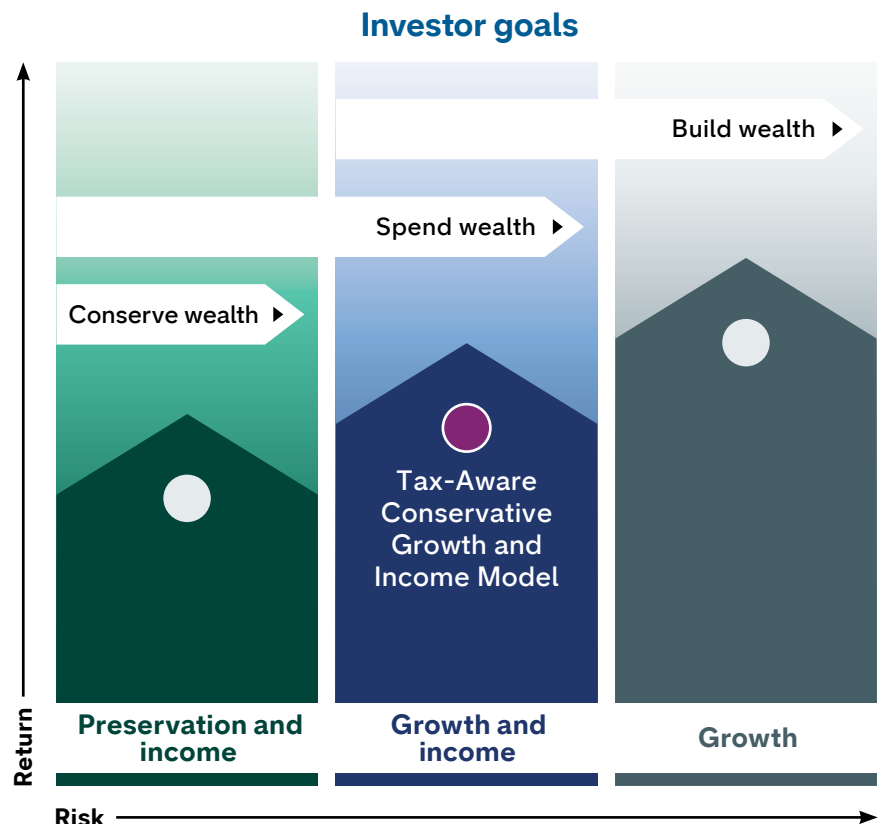 Investor goals
Build wealth
Spend wealth
Conserve wealth
Tax-Aware
Conservative
Growth and
Income Model
Return
Preservation and
income
Growth and
income
Growth
Risk